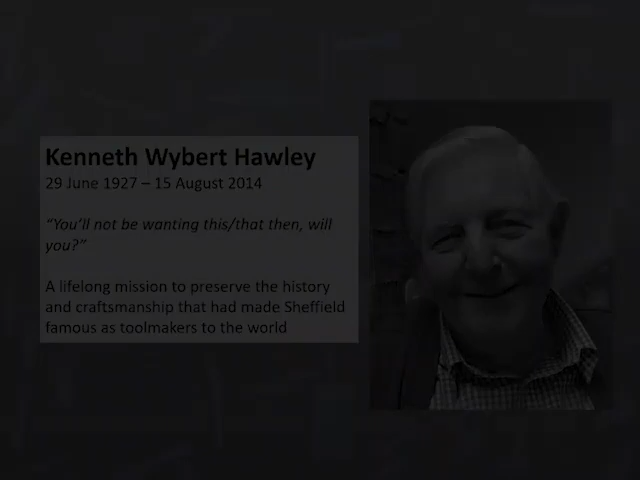 Kenneth Wybert Hawley
29 June 1927 – 15 August 2014
“You’ll not be wanting this/that then, will
you?”
A lifelong mission to preserve the history
and craftsmanship that had made Sheffield
famous as toolmakers to the world